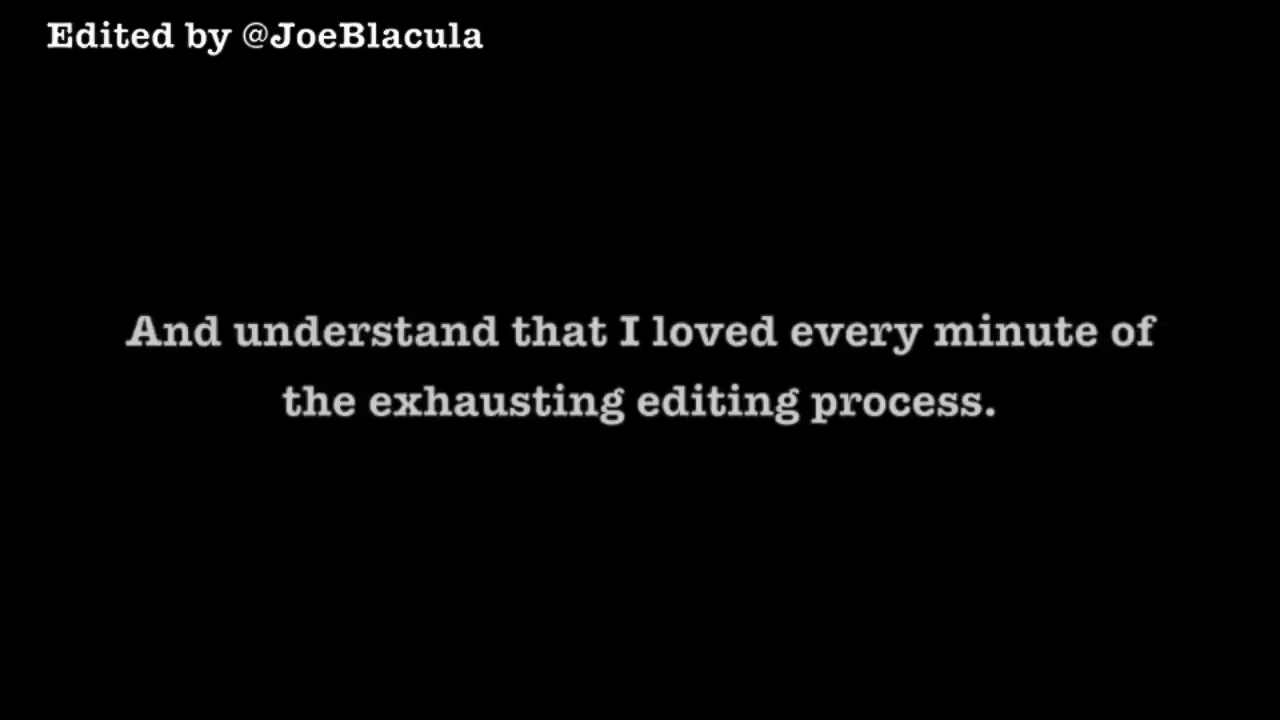 Edited by @JoeBlacula
And understand that I loved every minute of
the exhausting editing process.